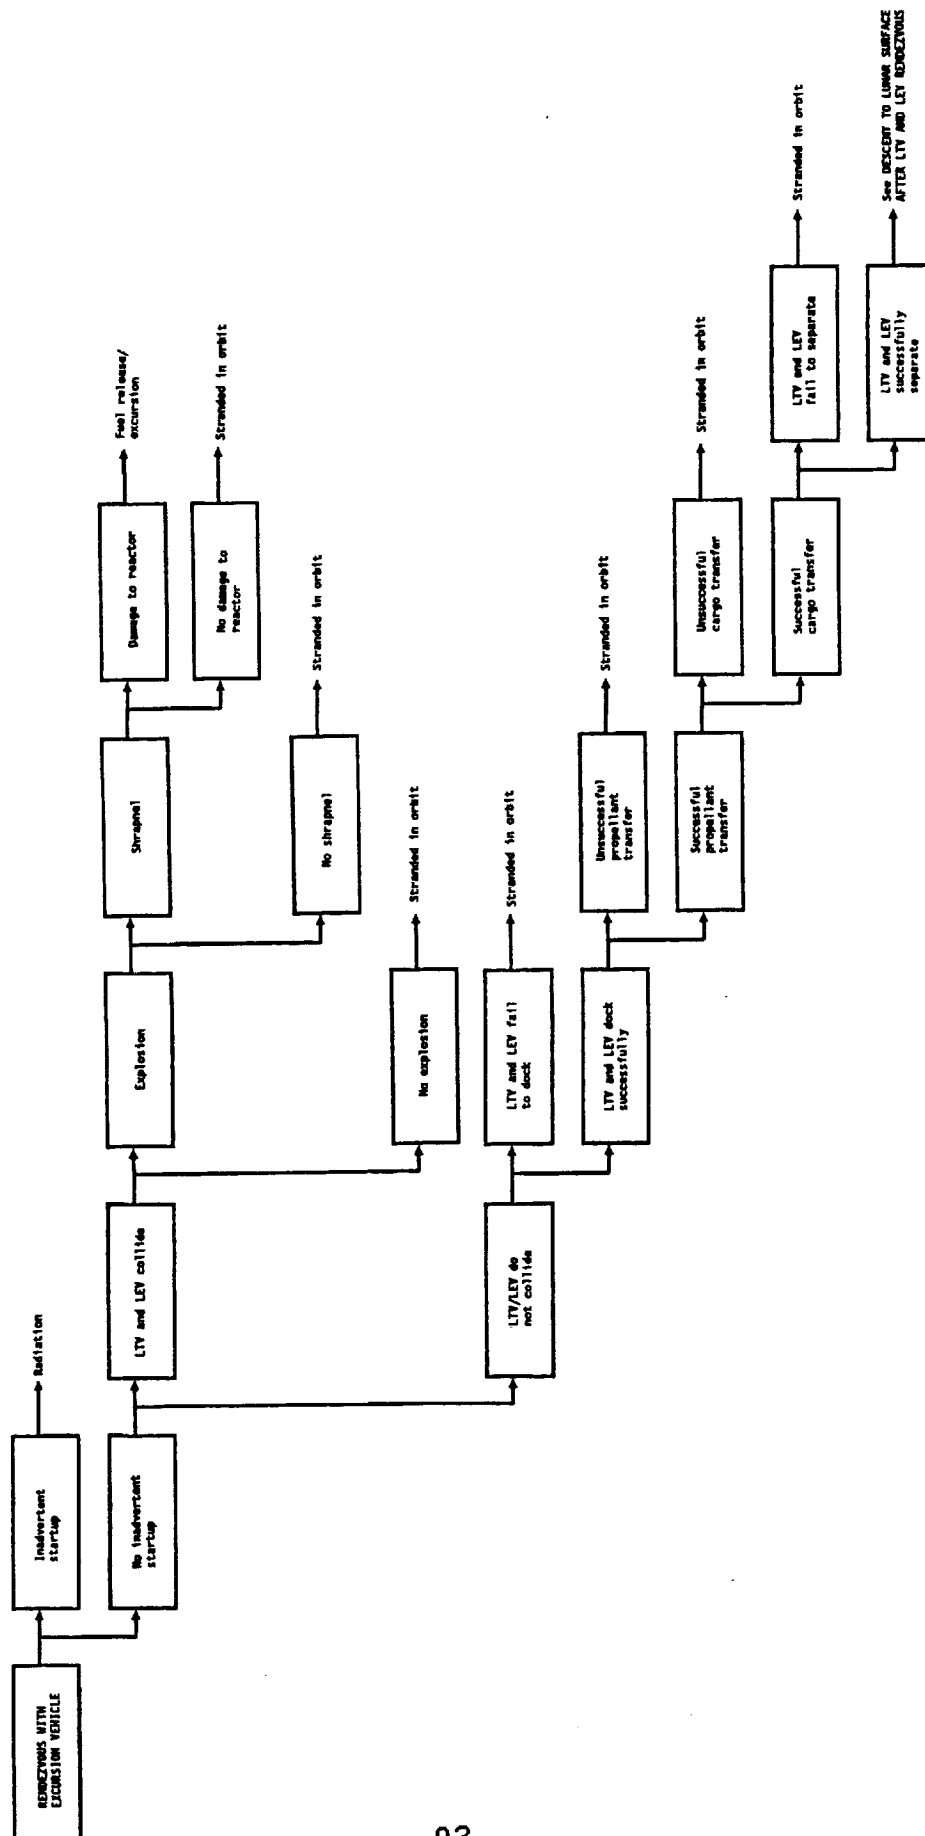 RENDEZVOUS WITH
EXCURSION VEHICLE
Inadvertent
startup
Radiation
No inadvertent
startup
LTV and LEV collide
Explosion
Shrapnel
Damage to reactor
Fuel release/
excursion
No damage to
reactor
Stranded in orbit
No shrapnel
Stranded in orbit
No explosion
Stranded in orbit
LTV/LEV do
not collide
LTV and LEV fail
to dock
Stranded in orbit
LTV and LEV dock
successfully
Unsuccessful
propellant
transfer
Stranded in orbit
Successful
propellant
transfer
Unsuccessful
cargo transfer
Stranded in orbit
Successful
cargo transfer
LTV and LEV
fail to separate
Stranded in orbit
LTV and LEV
successfully
separate
See DESCENT TO LUNAR SURFACE
AFTER LTV AND LEV RENDEZVOUS